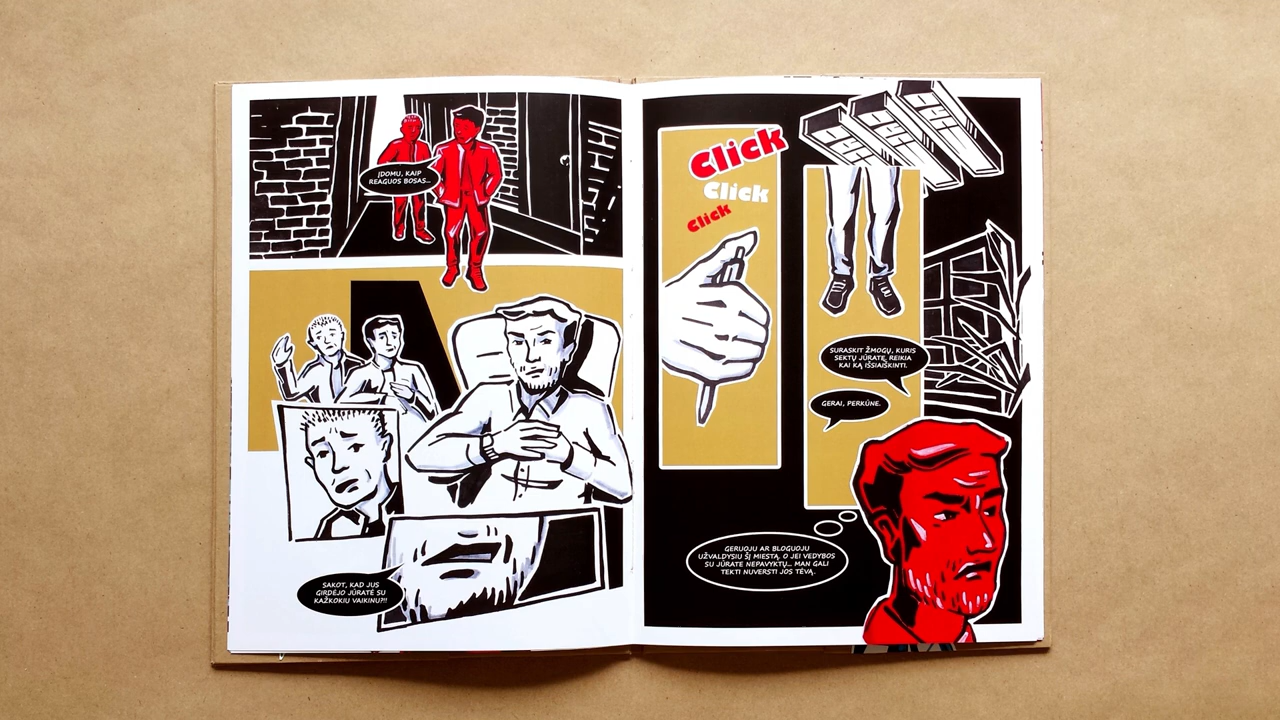 ĮDOMU, KAIP
REAGUOS BOSAS...
SAKOT, KAD JUS
GIRDĖJO JŪRATĖ SU
KAŽKOKIU VAIKINU?!!
Click
Click
Click
SURASKIT ŽMOGŲ, KURIS
SEKTŲ JŪRATĘ, REIKIA
KAI KĄ IŠSIAIŠKINTI.
GERAI, PERKŪNE.
GERUOJU AR BLOGUOJU
UŽVALDYSIU ŠĮ MIESTĄ. O JEI VEDYBOS
SU JŪRATE NEPAVYKTŲ... MAN GALI
TEKTI NUVERSTI JOS TĖVĄ.